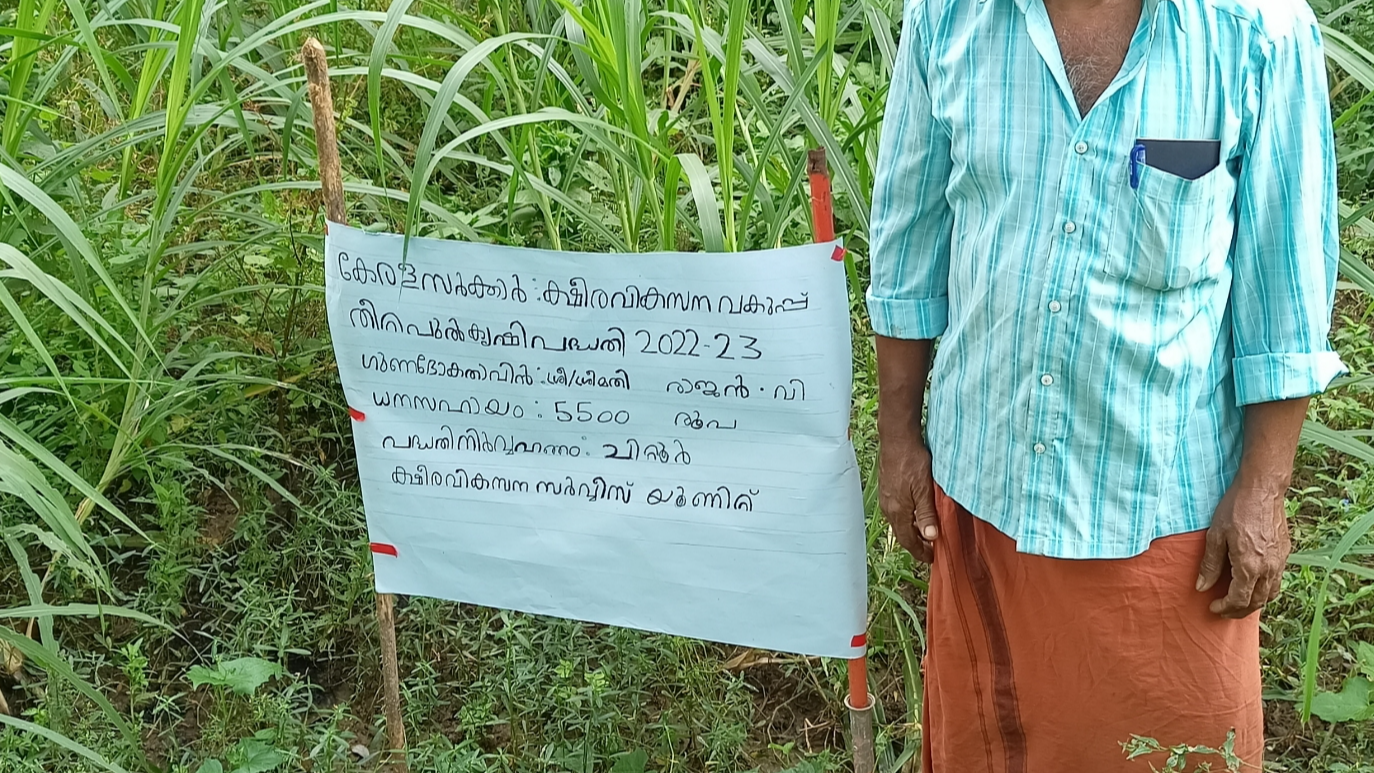 കേരളസർക്കാർ : ക്ഷീരവികസന വകുപ്പ്
തീറ്റപുൽകൃഷിപദ്ധതി 2022-23
ഗുണഭോക്താവിൻ : ശ്രീ/ശ്രീമതി രാജൻ . വി
ധനസഹായം : 5500 രൂപ
പദ്ധതിനിർവ്വഹണം : ചിറ്റൂർ
ക്ഷീരവികസന സർവ്വീസ് യൂണിറ്റ്